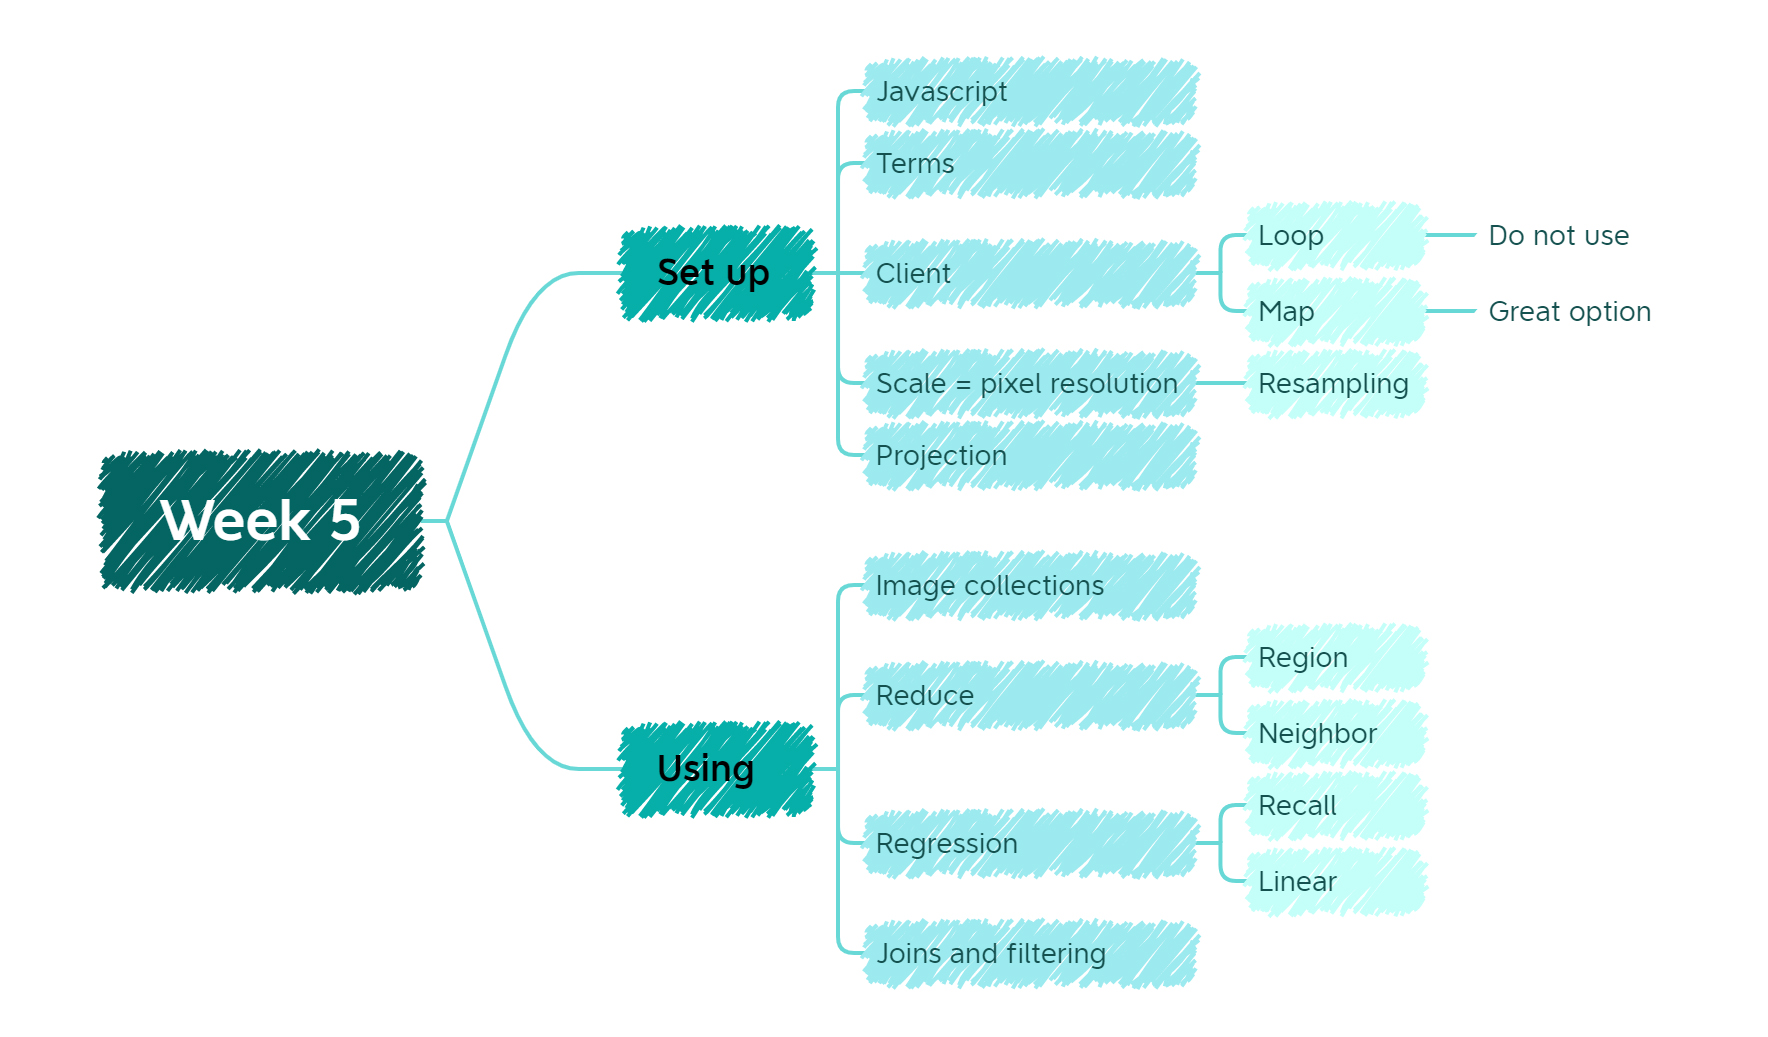 Week 5
Set up
Javascript
Terms
Client
Loop
Do not use
Map
Great option
Scale = pixel resolution
Resampling
Projection
Using
Image collections
Reduce
Region
Neighbor
Regression
Recall
Linear
Joins and filtering